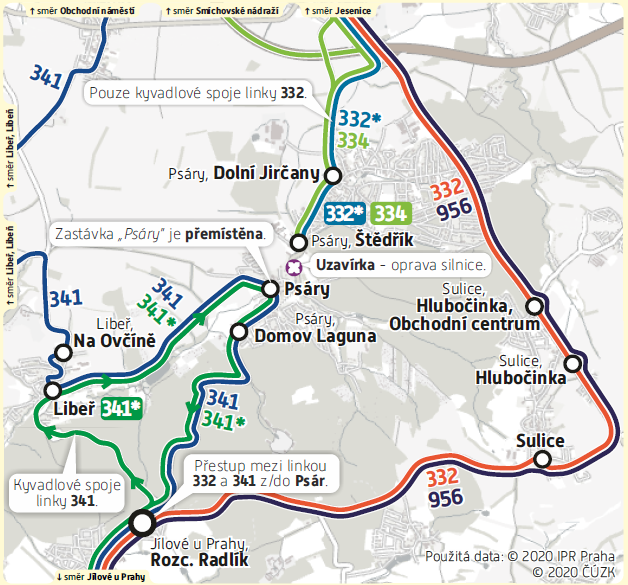 ↑ směr Obchodní náměstí
↑ směr Smíchovské nádraží
↑ směr Jesenice
341
↑ směr Libeř, Libeň
Pouze kyvadlové spoje linky 332.
332*
334
Psáry, Dolní Jirčany
332
956
332* 334
Zastávka „Psáry“ je přemístěna.
Psáry, Štědřík
Uzavírka – oprava silnice.
↑ směr Libeř, Libeň
341
341
341*
Psáry
Sulice,
Hlubočinka,
Obchodní centrum
Libeř,
Na Ovčíně
Psáry,
Domov Laguna
Sulice,
Hlubočinka
Libeř 341*
341
341*
Sulice
Kyvadlové spoje
linky 341.
Přestup mezi linkou
332 a 341 z/do Psár.
332
956
Jílové u Prahy,
Rozc. Radlík
↓ směr Jílové u Prahy
Použitá data: © 2020 IPR Praha
© 2020 ČÚZK